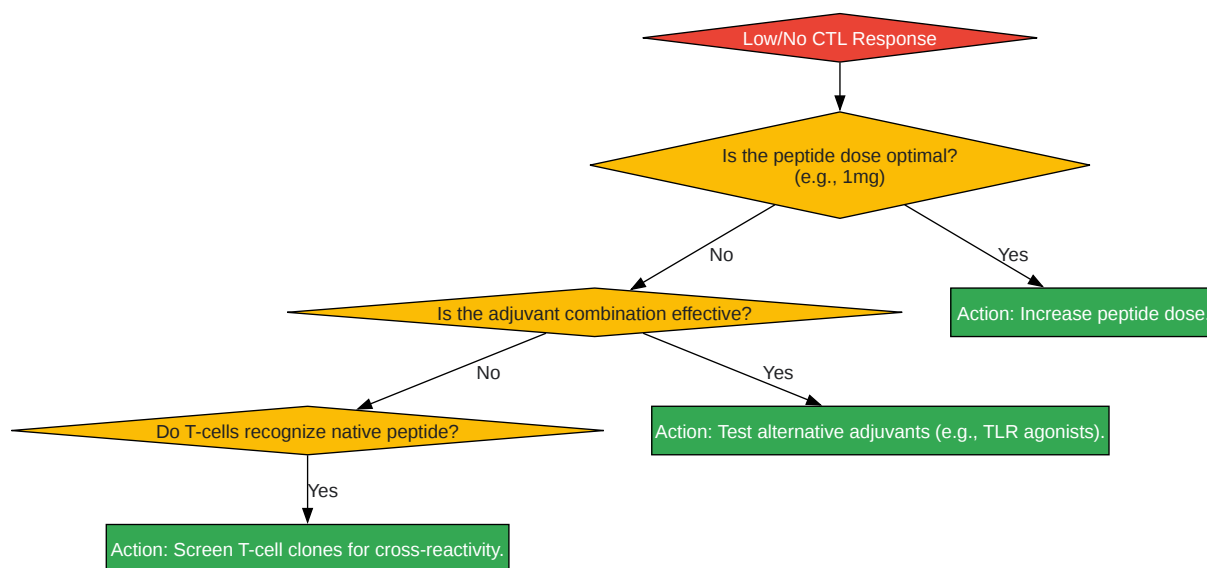 Low/No CTL Response
Is the peptide dose optimal?
(e.g., 1mg)
No
Yes
Is the adjuvant combination effective?
Action: Increase peptide dose.
No
Yes
Do T-cells recognize native peptide?
Action: Test alternative adjuvants (e.g., TLR agonists).
Yes
Action: Screen T-cell clones for cross-reactivity.